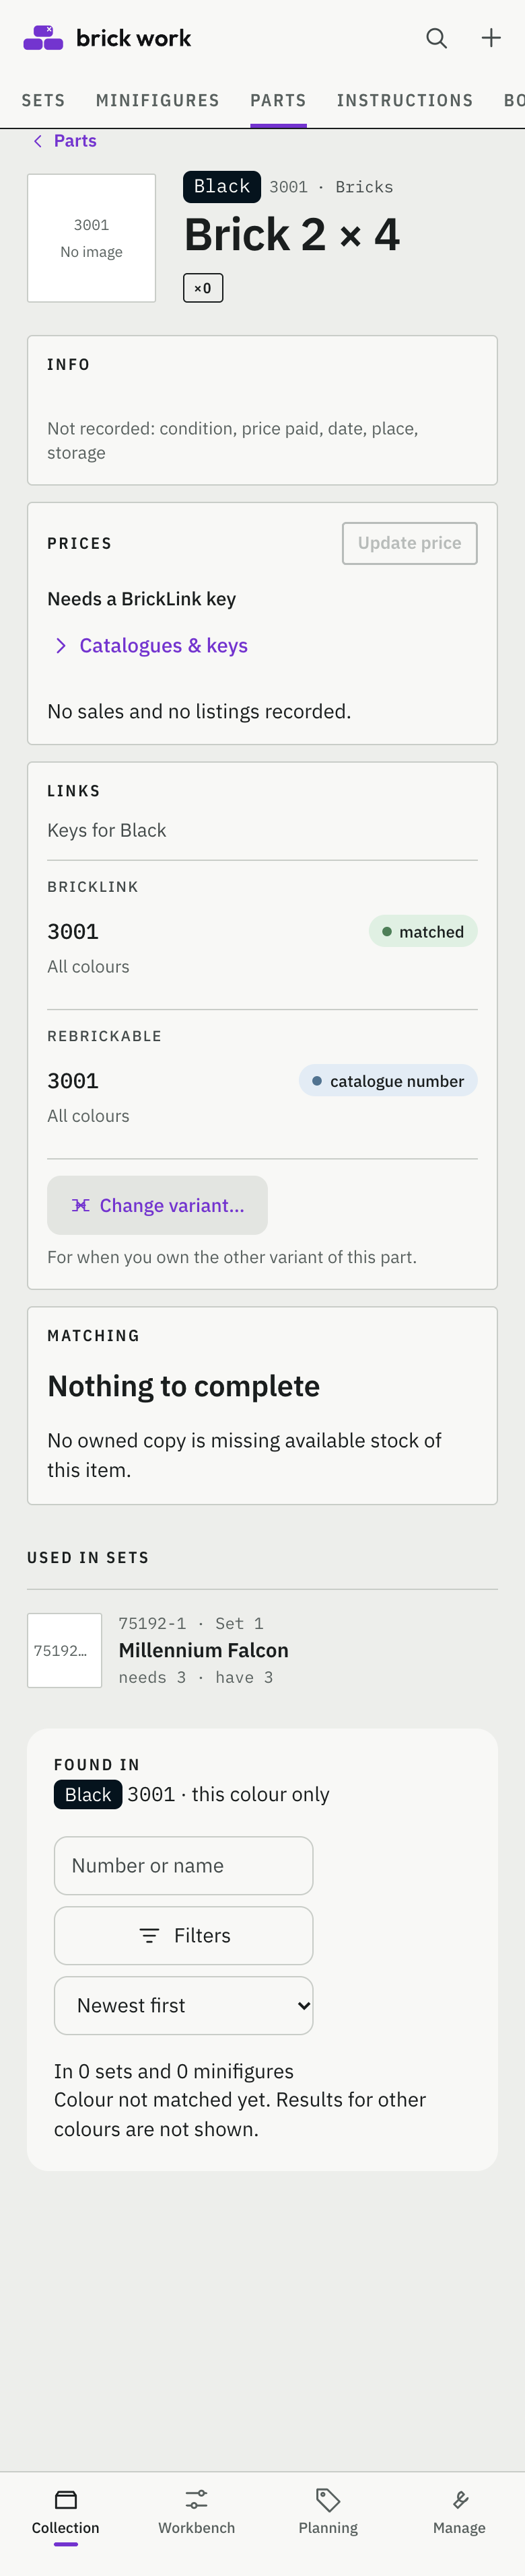 brick work
SETS MINIFIGURES PARTS INSTRUCTIONS BO
Parts
3001
No image
Black 3001 · Bricks
Brick 2 × 4
×0
INFO
Not recorded: condition, price paid, date, place,
storage
PRICES
Update price
Needs a BrickLink key
Catalogues & keys
No sales and no listings recorded.
LINKS
Keys for Black
BRICKLINK
3001
matched
All colours
REBRICKABLE
3001
catalogue number
All colours
Change variant…
For when you own the other variant of this part.
MATCHING
Nothing to complete
No owned copy is missing available stock of
this item.
USED IN SETS
75192…
75192-1 · Set 1
Millennium Falcon
needs 3 · have 3
FOUND IN
Black 3001 · this colour only
Number or name
Filters
Newest first
In 0 sets and 0 minifigures
Colour not matched yet. Results for other
colours are not shown.
Collection Workbench Planning Manage